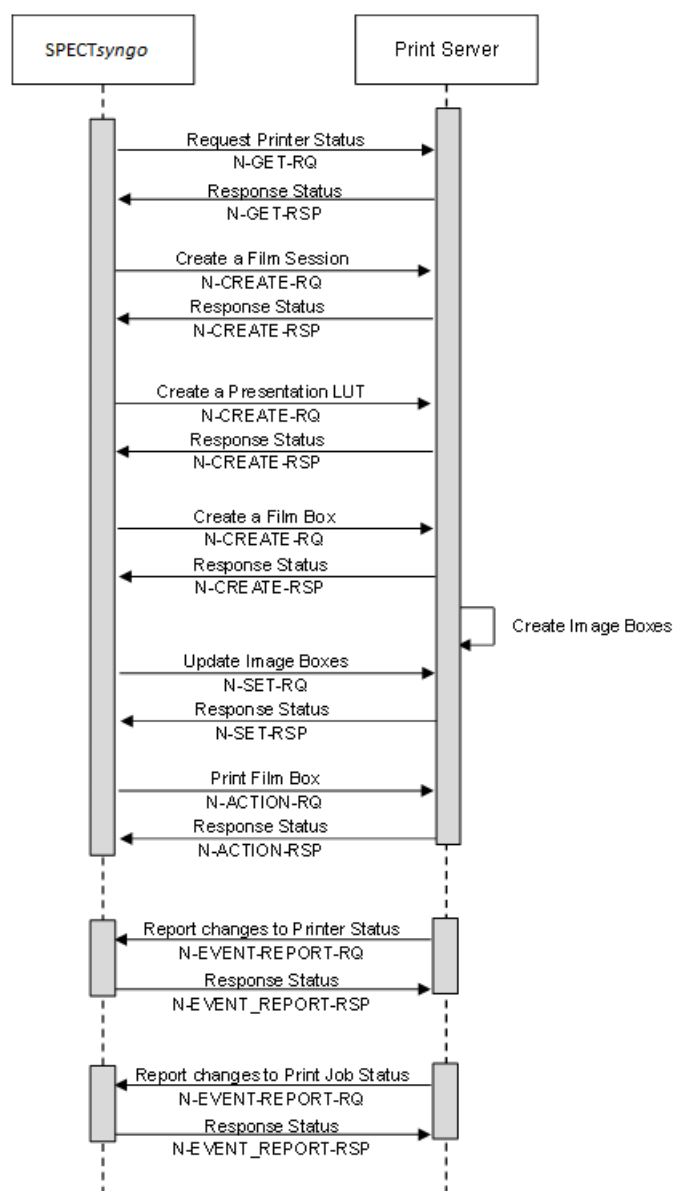 SPECTsyngo
Print Server
Request Printer Status
N-GET-RQ
Response Status
N-GET-RSP
Create a Film Session
N-CREATE-RQ
Response Status
N-CREATE-RSP
Create a Presentation LUT
N-CREATE-RQ
Response Status
N-CREATE-RSP
Create a Film Box
N-CREATE-RQ
Response Status
N-CREATE-RSP
Create Image Boxes
Update Image Boxes
N-SET-RQ
Response Status
N-SET-RSP
Print Film Box
N-ACTION-RQ
Response Status
N-ACTION-RSP
Report changes to Printer Status
N-EVENT-REPORT-RQ
Response Status
N-EVENT_REPORT-RSP
Report changes to Print Job Status
N-EVENT-REPORT-RQ
Response Status
N-EVENT_REPORT-RSP